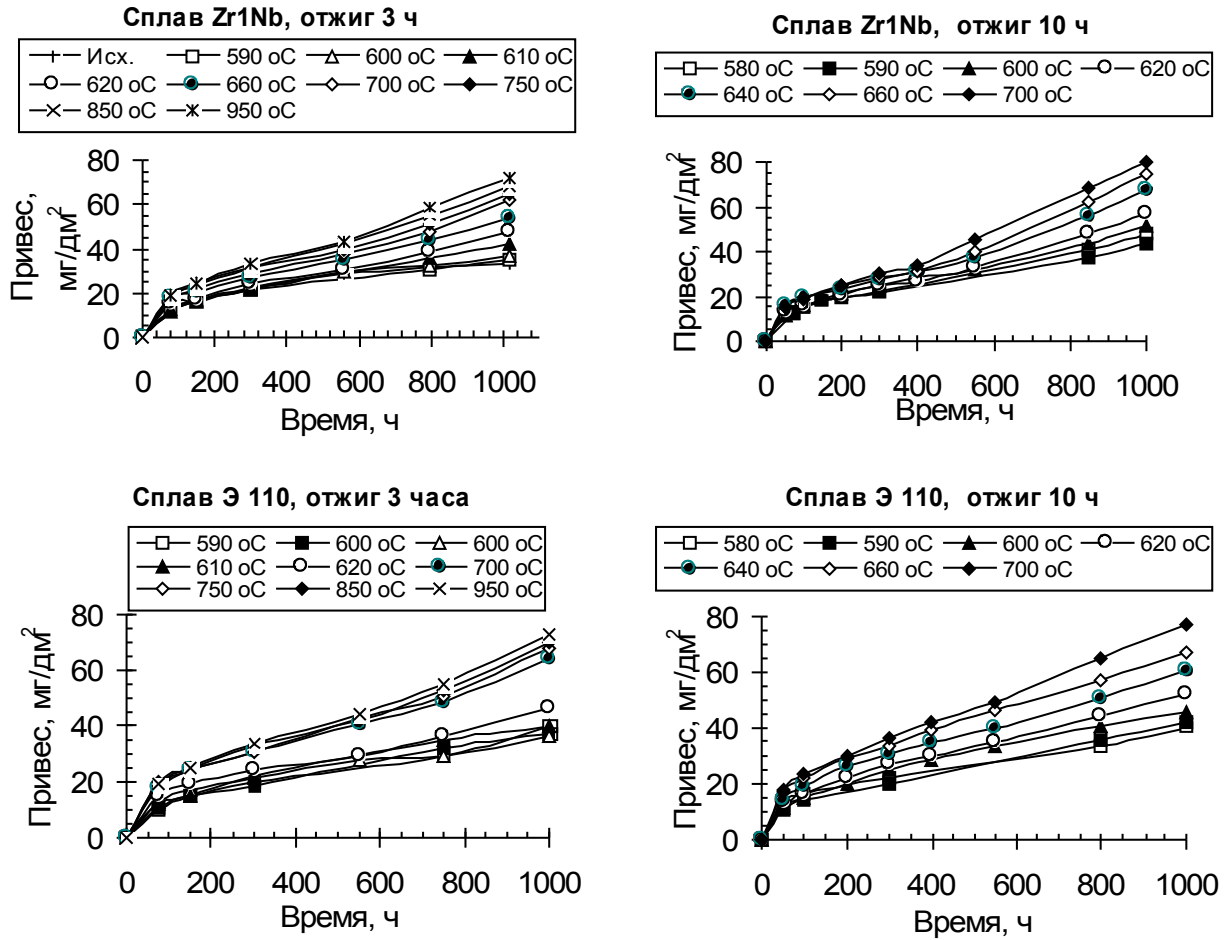 Сплав Zr1Nb, отжиг 3 ч
Исх. 590 оС 600 оС 610 оС
620 оС 660 оС 700 оС 750 оС
850 оС 950 оС
Привес,
мг/дм²
80
60
40
20
0
0 200 400 600 800 1000
Время, ч
Сплав Zr1Nb, отжиг 10 ч
580 оС 590 оС 600 оС 620 оС
640 оС 660 оС 700 оС
Привес, мг/дм²
80
60
40
20
0
0 200 400 600 800 1000
Время, ч
Сплав Э 110, отжиг 3 часа
590 оС 600 оС 600 оС
610 оС 620 оС 700 оС
750 оС 850 оС 950 оС
Привес, мг/дм²
80
60
40
20
0
0 200 400 600 800 1000
Время, ч
Сплав Э 110, отжиг 10 ч
580 оС 590 оС 600 оС 620 оС
640 оС 660 оС 700 оС
Привес, мг/дм²
80
60
40
20
0
0 200 400 600 800 1000
Время, ч